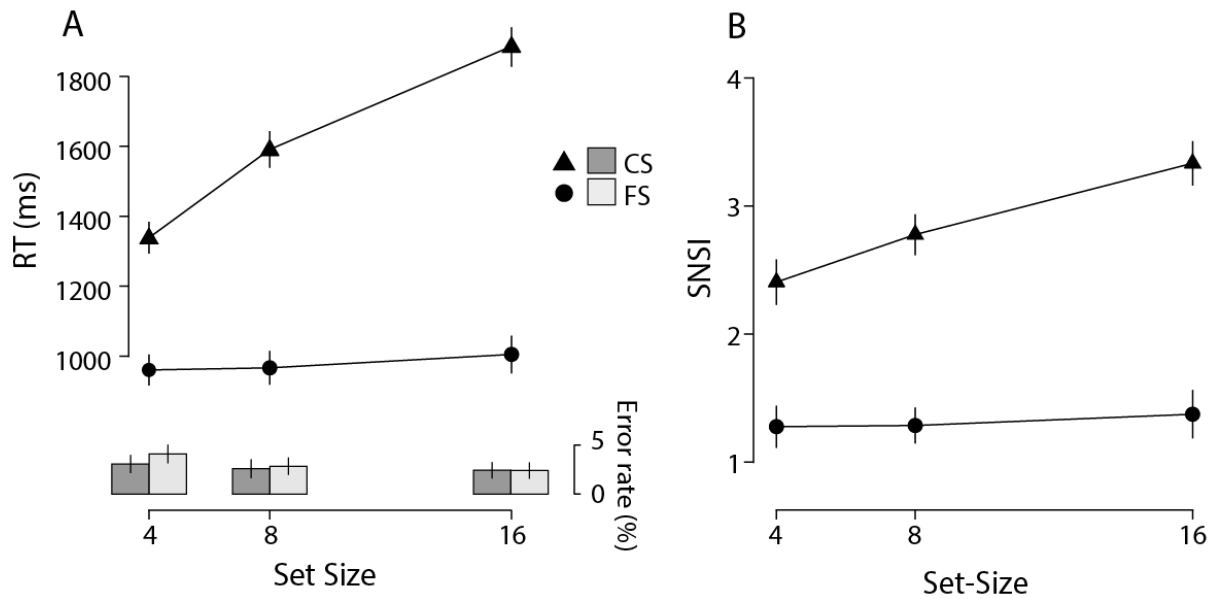 A
1800
1600
1400
1200
1000
RT (ms)
CS
FS
5
0
Error rate (%)
4 8 16
Set Size
B
4
3
2
1
SNSI
4 8 16
Set-Size